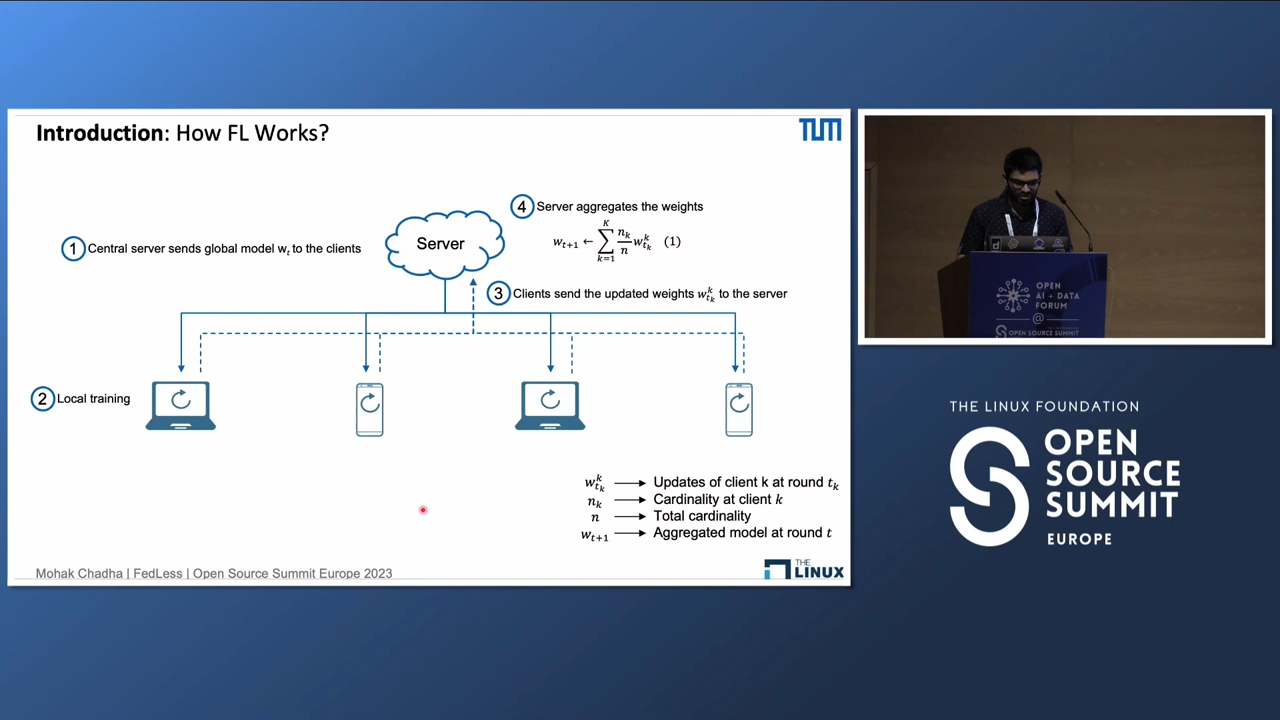 Introduction: How FL Works?
TUM
4 Server aggregates the weights
w_{t+1} ← ∑_{k=1}^{K} n_k/n w_{t_k}^k (1)
1 Central server sends global model w_t to the clients
Server
3 Clients send the updated weights w_{t_k}^k to the server
2 Local training
w_{t_k}^k → Updates of client k at round t_k
n_k → Cardinality at client k
n → Total cardinality
w_{t+1} → Aggregated model at round t
Mohak Chadha | FedLess | Open Source Summit Europe 2023
THE
LINUX
OPEN
AI + DATA
FORUM
@
OPEN SOURCE SUMMIT
THE LINUX FOUNDATION
OPEN
SOURCE
SUMMIT
EUROPE